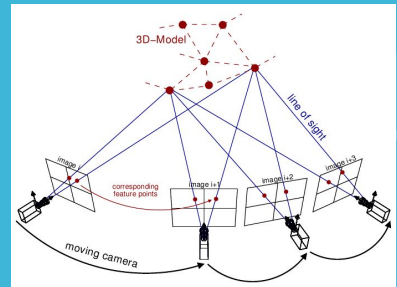 3D-Model
line of sight
image i
image i+1
image i+2
image i+3
corresponding
feature points
moving camera